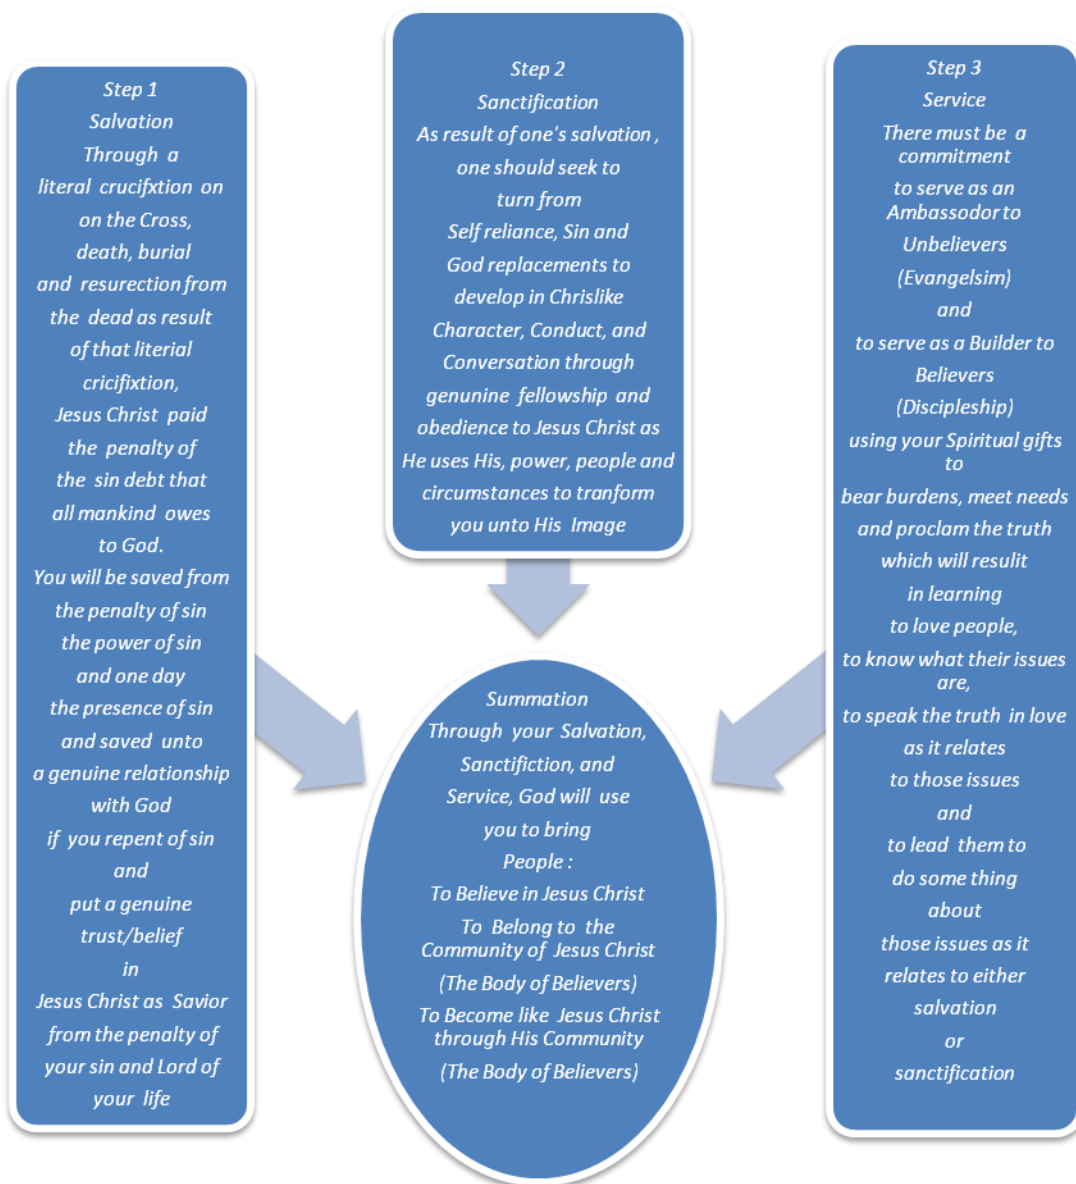 Step 1
Salvation
Through a
literal crucifxtion on
on the Cross,
death, burial
and resurection from
the dead as result
of that literial
cricifixtion,
Jesus Christ paid
the penalty of
the sin debt that
all mankind owes
to God.
You will be saved from
the penalty of sin
the power of sin
and one day
the presence of sin
and saved unto
a genuine relationship
with God
if you repent of sin
and
put a genuine
trust/belief
in
Jesus Christ as Savior
from the penalty of
your sin and Lord of
your life
Step 2
Sanctification
As result of one's salvation ,
one should seek to
turn from
Self reliance, Sin and
God replacements to
develop in Chrislike
Character, Conduct, and
Conversation through
genunine fellowship and
obedience to Jesus Christ as
He uses His, power, people and
circumstances to tranform
you unto His Image
Step 3
Service
There must be a
commitment
to serve as an
Ambassodor to
Unbelievers
(Evangelsim)
and
to serve as a Builder to
Believers
(Discipleship)
using your Spiritual gifts
to
bear burdens, meet needs
and proclam the truth
which will resulit
in learning
to love people,
to know what their issues
are,
to speak the truth in love
as it relates
to those issues
and
to lead them to
do some thing
about
those issues as it
relates to either
salvation
or
sanctification
Summation
Through your Salvation,
Sanctifiction, and
Service, God will use
you to bring
People :
To Believe in Jesus Christ
To Belong to the
Community of Jesus Christ
(The Body of Believers)
To Become like Jesus Christ
through His Community
(The Body of Believers)